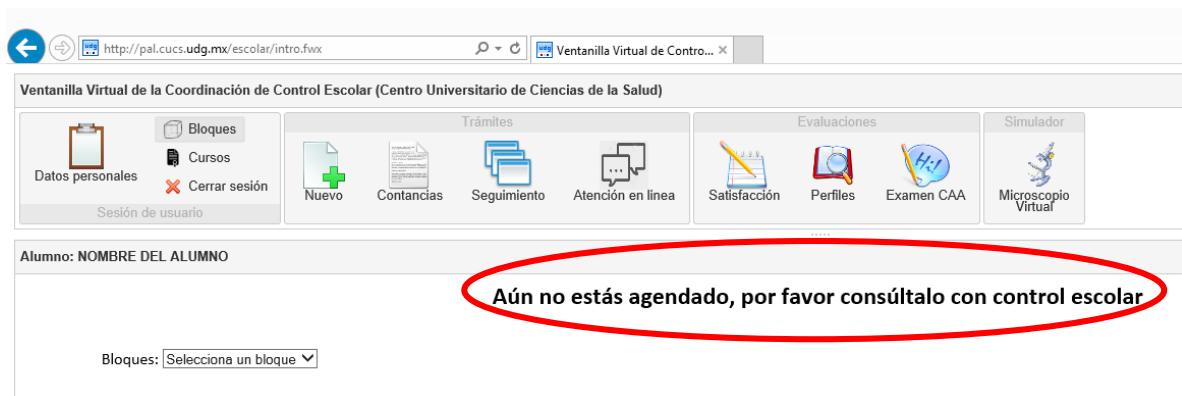 http://pal.cucs.udg.mx/escolar/intro.fwx
Ventanilla Virtual de Contro...
Ventanilla Virtual de la Coordinación de Control Escolar (Centro Universitario de Ciencias de la Salud)
Datos personales
Bloques
Cursos
Cerrar sesión
Sesión de usuario
Trámites
Nuevo
Contancias
Seguimiento
Atención en linea
Evaluaciones
Satisfacción
Perfiles
Examen CAA
Simulador
Microscopio
Virtual
Alumno: NOMBRE DEL ALUMNO
Aún no estás agendado, por favor consúltalo con control escolar
Bloques: Selecciona un bloque